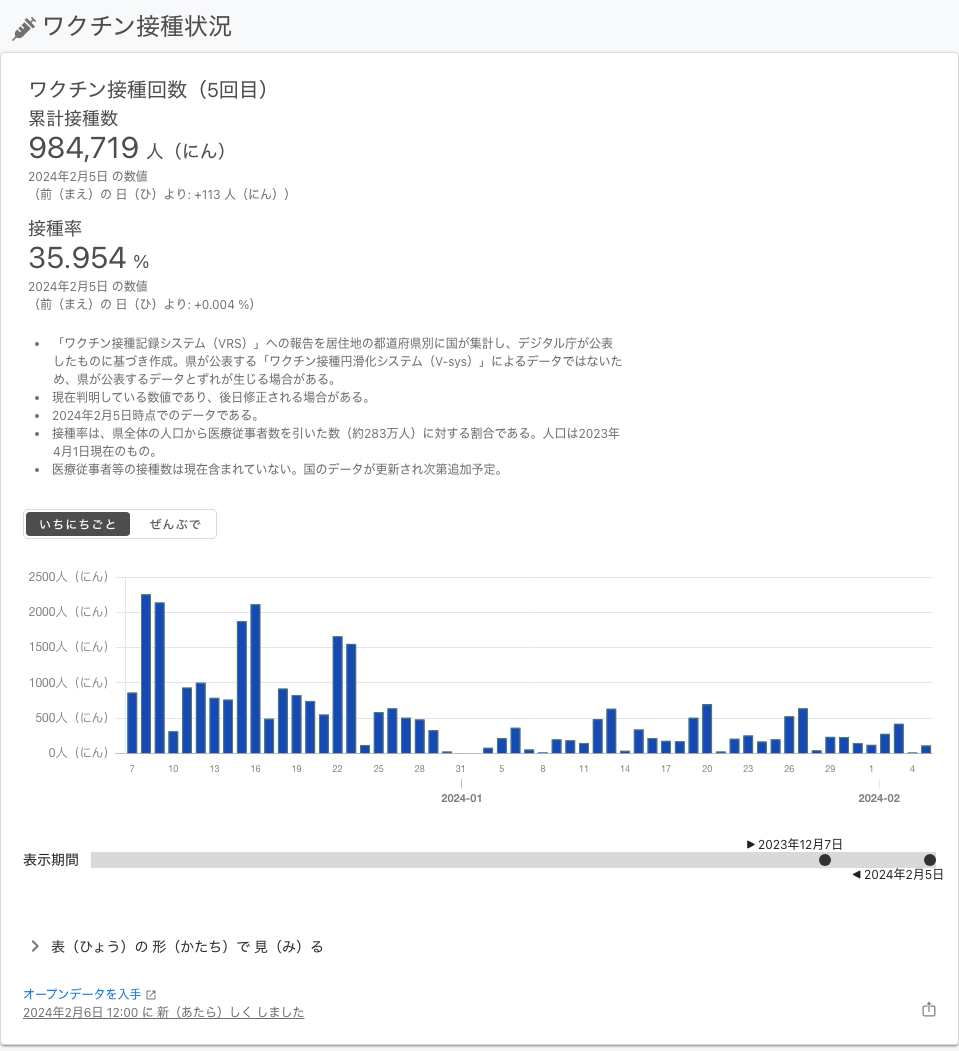 ワクチン接種状況
ワクチン接種回数（5回目）
累計接種数
984,719 人（にん）
2024年2月5日 の数値
（前（まえ）の 日（ひ）より: +113 人（にん））
接種率
35.954 %
2024年2月5日 の数値
（前（まえ）の 日（ひ）より: +0.004 %）
• 「ワクチン接種記録システム（VRS）」への報告を居住地の都道府県別に国が集計し、デジタル庁が公表
したものに基づき作成。県が公表する「ワクチン接種円滑化システム（V-sys）」によるデータではないた
め、県が公表するデータとずれが生じる場合がある。
• 現在判明している数値であり、後日修正される場合がある。
• 2024年2月5日時点でのデータである。
• 接種率は、県全体の人口から医療従事者数を引いた数（約283万人）に対する割合である。人口は2023年
4月1日現在のもの。
• 医療従事者等の接種数は現在含まれていない。国のデータが更新され次第追加予定。
いちにちごと ぜんぶで
2500人（にん）
2000人（にん）
1500人（にん）
1000人（にん）
500人（にん）
0人（にん）
7 10 13 16 19 22 25 28 31 5 8 11 14 17 20 23 26 29 1 4
2024-01 2024-02
▶ 2023年12月7日
表示期間
◀ 2024年2月5日
表（ひょう）の 形（かたち）で 見（み）る
オープンデータを入手
2024年2月6日 12:00 に 新（あたら）しく しました